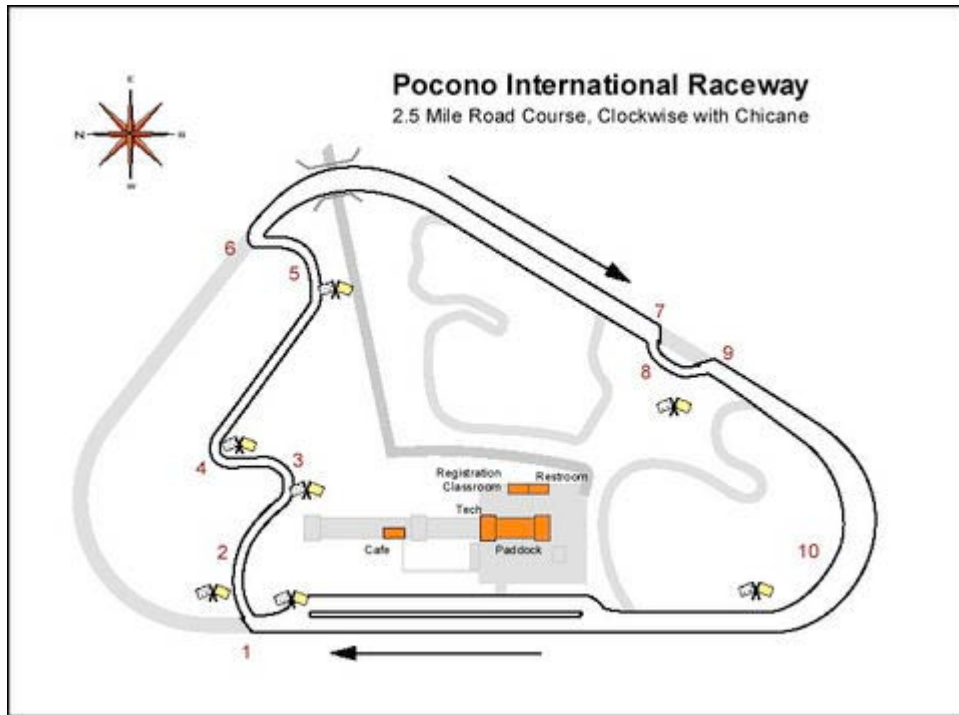 E
N
W
Pocono International Raceway
2.5 Mile Road Course, Clockwise with Chicane
6
5
7
9
8
4
3
Registration
Classroom
Restroom
Tech
Cafe
Paddock
2
10
1